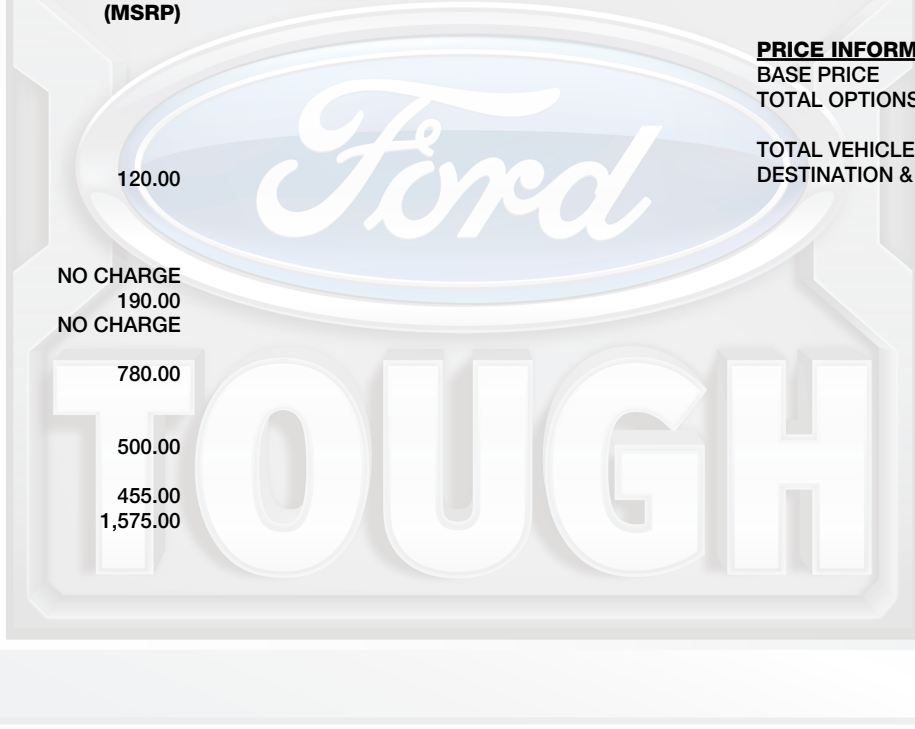 (MSRP)
120.00
NO CHARGE
190.00
NO CHARGE
780.00
500.00
455.00
1,575.00
PRICE INFORM
BASE PRICE
TOTAL OPTIONS
TOTAL VEHICLE
DESTINATION &
Ford
TOUGH